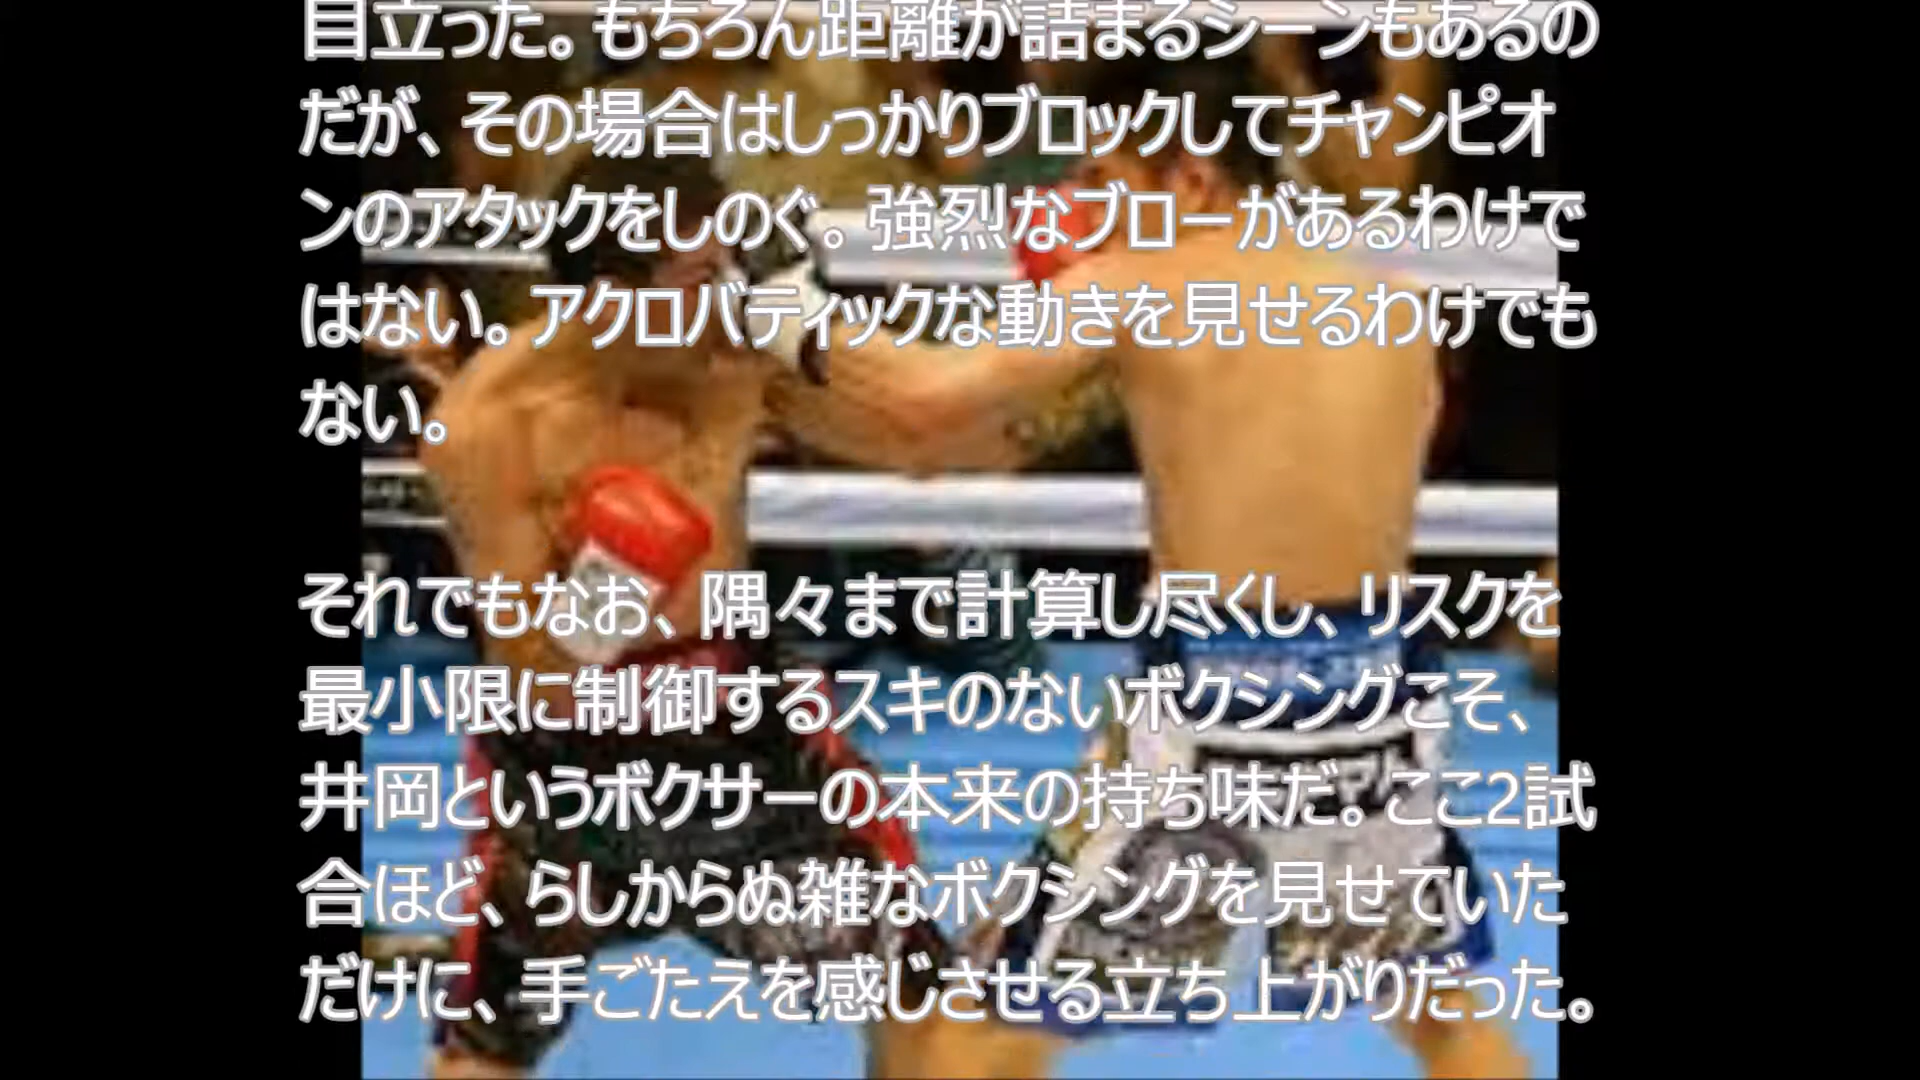 目立った。もちろん距離が詰まるシーンもあるの
だが、その場合はしっかりブロックしてチャンピオ
ンのアタックをしのぐ。強烈なブローがあるわけで
はない。アクロバティックな動きを見せるわけでも
ない。
それでもなお、隅々まで計算し尽くし、リスクを
最小限に制御するスキのないボクシングこそ、
井岡というボクサーの本来の持ち味だ。ここ2試
合ほど、らしからぬ雑なボクシングを見せていた
だけに、手ごたえを感じさせる立ち上がりだった。